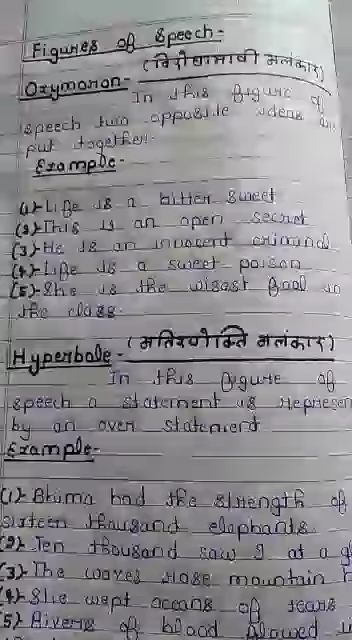 Figures of Speech-
Oxymoron- (विरोधाभाषी अलंकार)
In this figure of
speech two opposite ideas are
put together.
Example-
(1)- Life is a bitter sweet
(2)- This is an open secret
(3)- He is an innocent criminal
(4)- Life is a sweet poison
(5)- She is the wisest fool in
the class.
Hyperbole- (अतिश्योक्ति अलंकार)
In this figure of
speech a statement is represen
by an over statement
Example-
(1)- Bhima had the strength of
sixteen thousand elephants.
(2)- Ten thousand saw I at a gl
(3)- The waves rose mountain h
(4)- She wept oceans of tears
(5)- Rivers of blood flowed